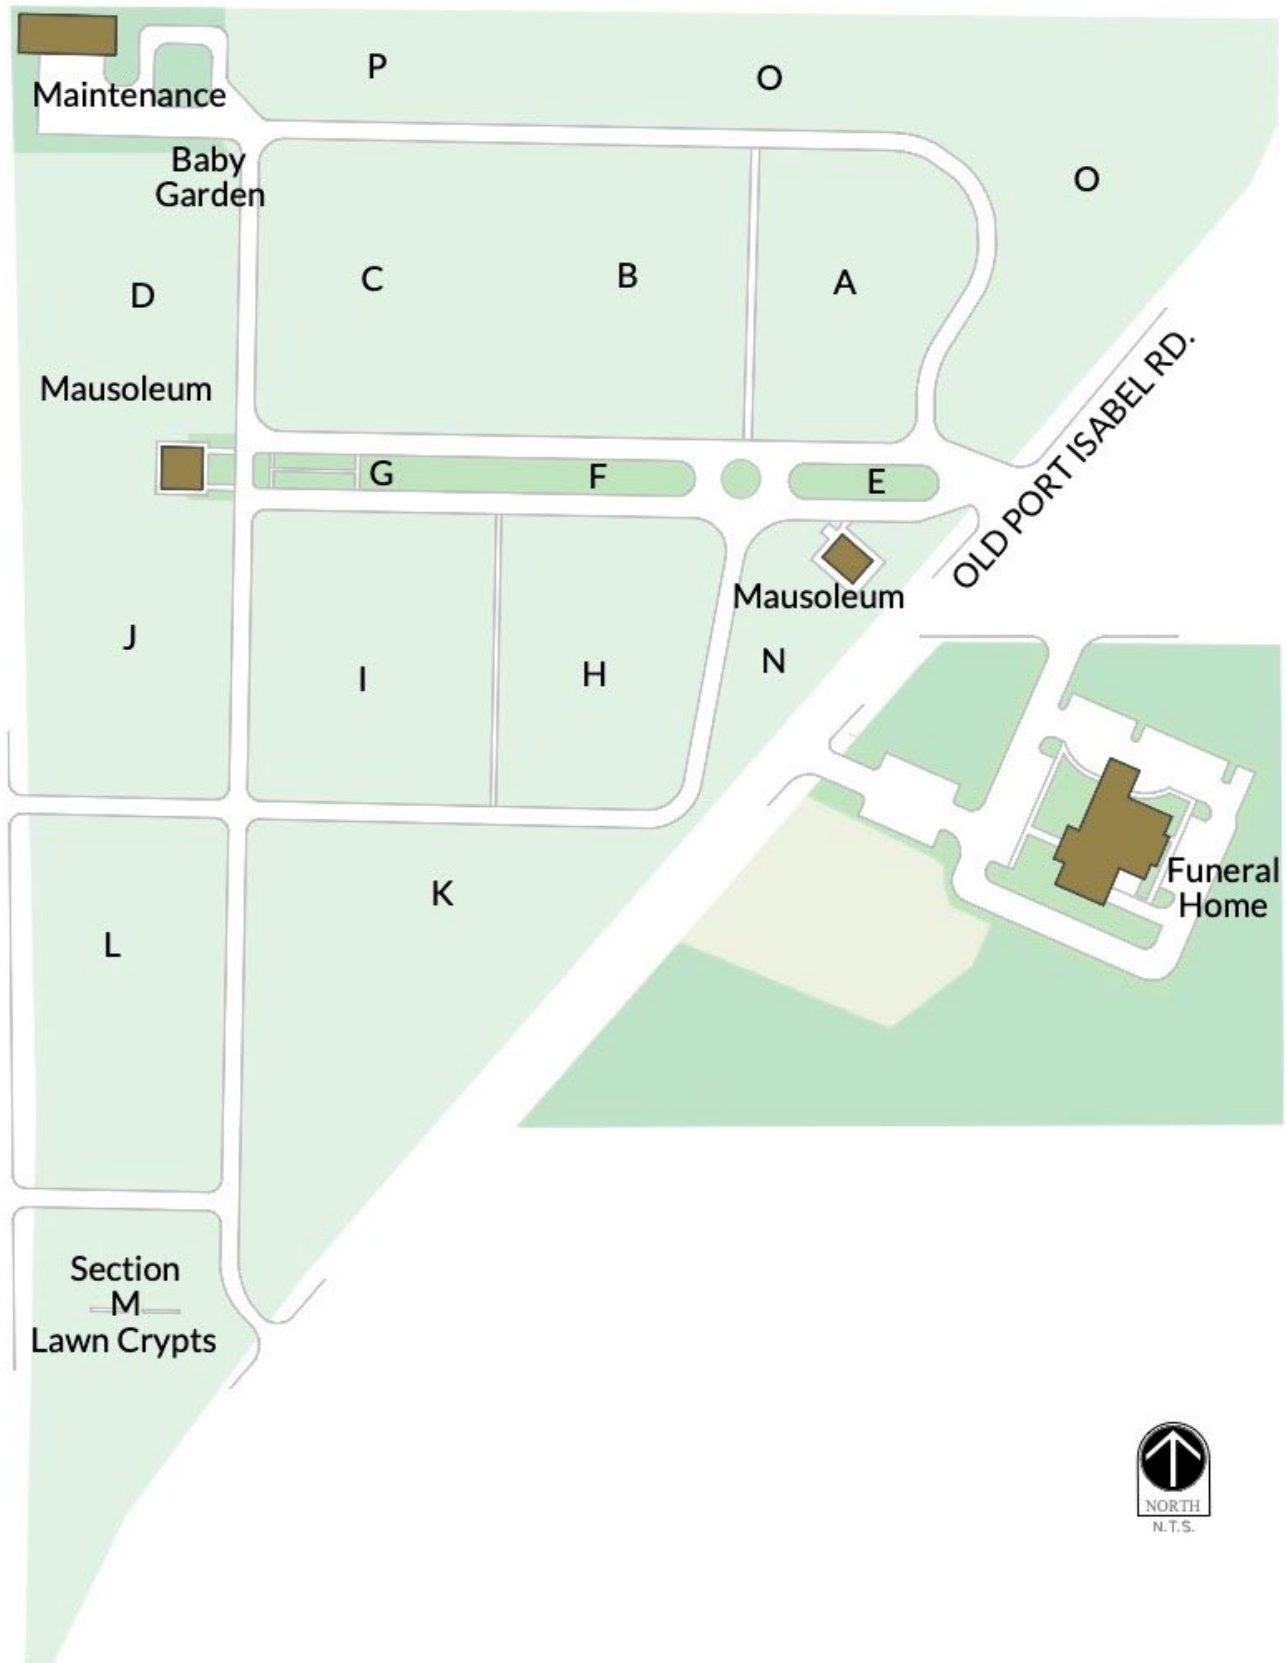 P
O
Maintenance
Baby
Garden
O
D
C
B
A
Mausoleum
OLD PORT ISABEL RD.
G
F
E
Mausoleum
J
I
H
N
K
L
Funeral
Home
Section
M
Lawn Crypts
NORTH
N.T.S.